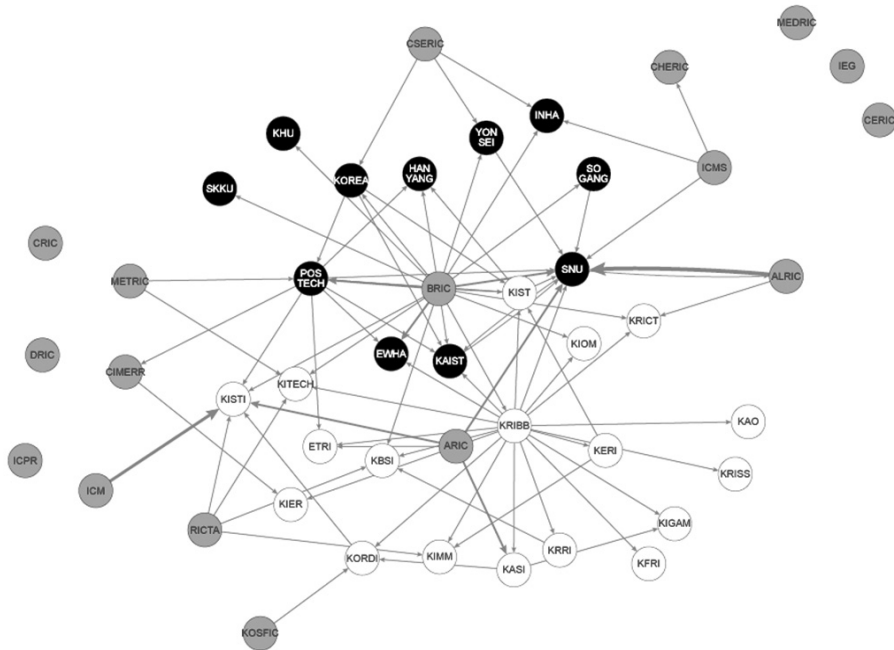 MEDRIC
CSERIC
CHERIC
IEG
CERIC
INHA
KHU
YON
SEI
ICMS
HAN
YANG
SO
GANG
KOREA
SKKU
CRIC
SNU
METRIC
POS
TECH
BRIC
KIST
ALRIC
KRICT
KIOM
DRIC
EWHA
KAIST
CIMERR
KITECH
KISTI
KRIBB
KAO
ETRI
ARIC
KERI
ICPR
KBSI
KRISS
ICM
KIER
KIGAM
RICTA
KRRI
KORDI
KIMM
KFRI
KASI
KOSFIC